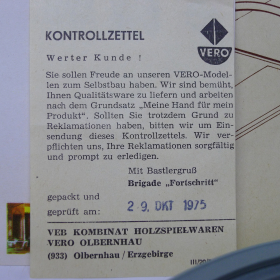 KONTROLLZETTEL
VERO
Werter Kunde !
Sie sollen Freude an unseren VERO-Model-
len zum Selbstbau haben. Wir sind bemüht,
Ihnen Qualitätsware zu liefern und arbeiten
nach dem Grundsatz „Meine Hand für mein
Produkt“. Sollten Sie trotzdem Grund zu
Reklamationen haben, bitten wir um Ein-
sendung dieses Kontrollzettels. Wir ver-
pflichten uns, Ihre Reklamationen sorgfältig
und prompt zu erledigen.
Mit Bastlergruß
Brigade „Fortschritt“
gepackt und
geprüft am: 29. OKT 1975
VEB KOMBINAT HOLZSPIELWAREN
VERO OLBERNHAU
(933) Olbernhau / Erzgebirge